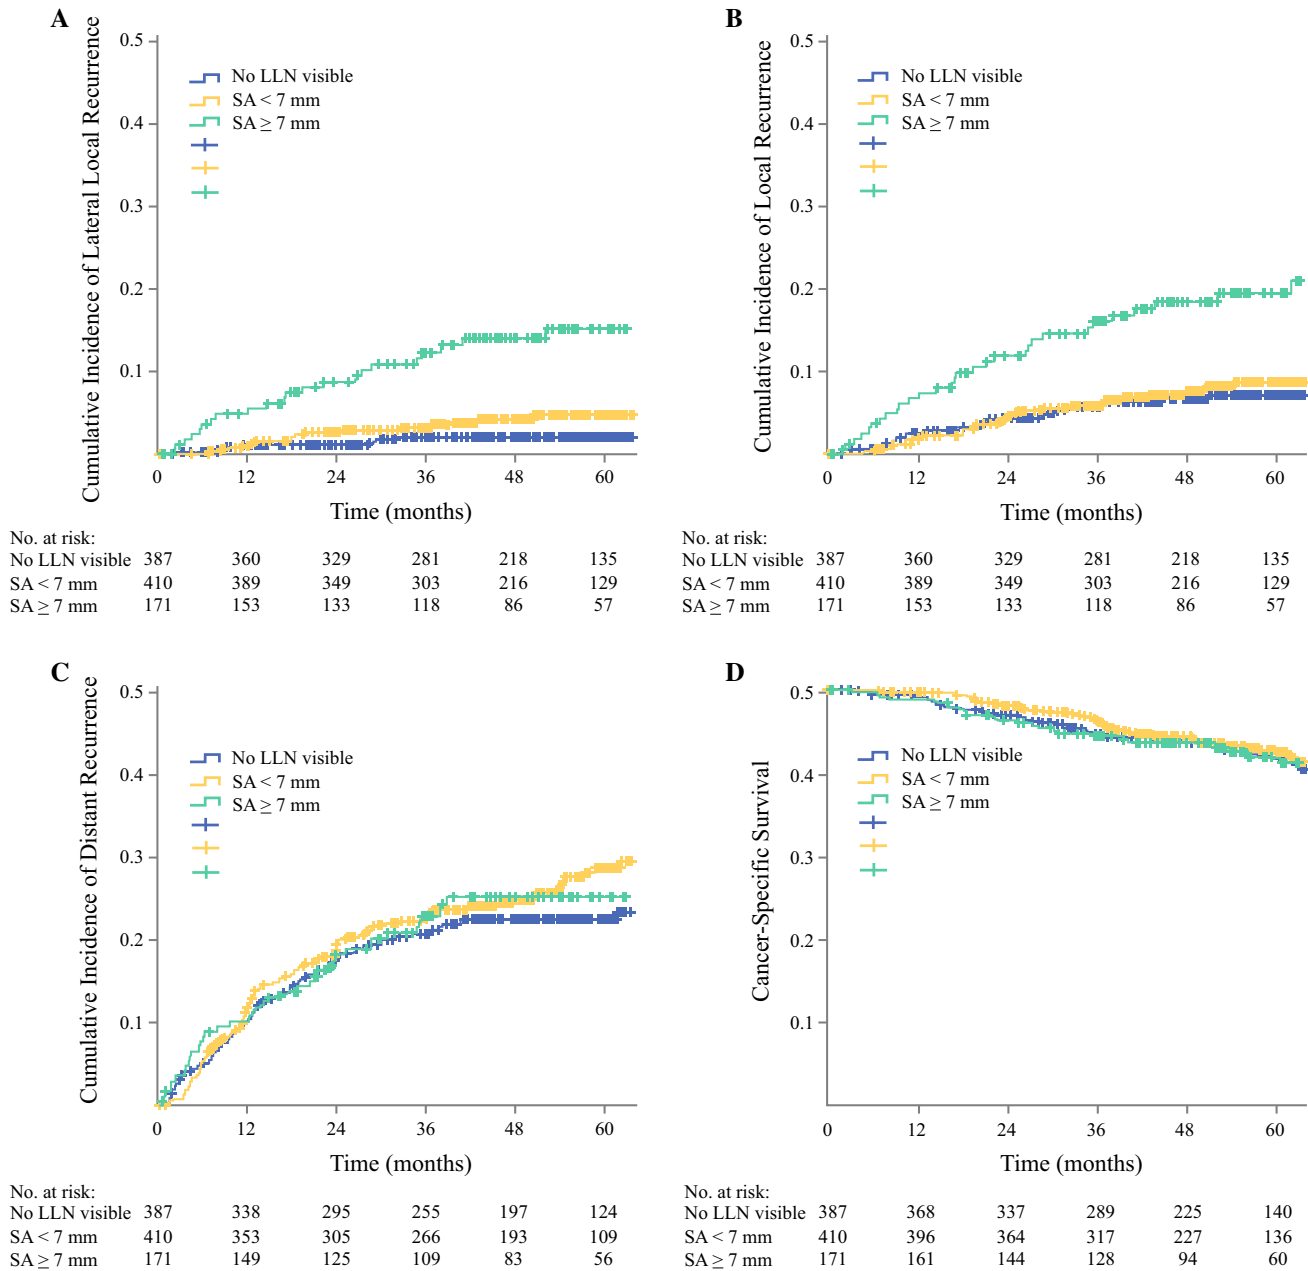 A
Cumulative Incidence of Lateral Local Recurrence
0.5
0.4
0.3
0.2
0.1
No LLN visible
SA < 7 mm
SA ≥ 7 mm
0 12 24 36 48 60
Time (months)
No. at risk:
No LLN visible 387 360 329 281 218 135
SA < 7 mm 410 389 349 303 216 129
SA ≥ 7 mm 171 153 133 118 86 57
B
Cumulative Incidence of Local Recurrence
0.5
0.4
0.3
0.2
0.1
No LLN visible
SA < 7 mm
SA ≥ 7 mm
0 12 24 36 48 60
Time (months)
No. at risk:
No LLN visible 387 360 329 281 218 135
SA < 7 mm 410 389 349 303 216 129
SA ≥ 7 mm 171 153 133 118 86 57
C
Cumulative Incidence of Distant Recurrence
0.5
0.4
0.3
0.2
0.1
No LLN visible
SA < 7 mm
SA ≥ 7 mm
0 12 24 36 48 60
Time (months)
No. at risk:
No LLN visible 387 338 295 255 197 124
SA < 7 mm 410 353 305 266 193 109
SA ≥ 7 mm 171 149 125 109 83 56
D
Cancer-Specific Survival
0.5
0.4
0.3
0.2
0.1
No LLN visible
SA < 7 mm
SA ≥ 7 mm
0 12 24 36 48 60
Time (months)
No. at risk:
No LLN visible 387 368 337 289 225 140
SA < 7 mm 410 396 364 317 227 136
SA ≥ 7 mm 171 161 144 128 94 60